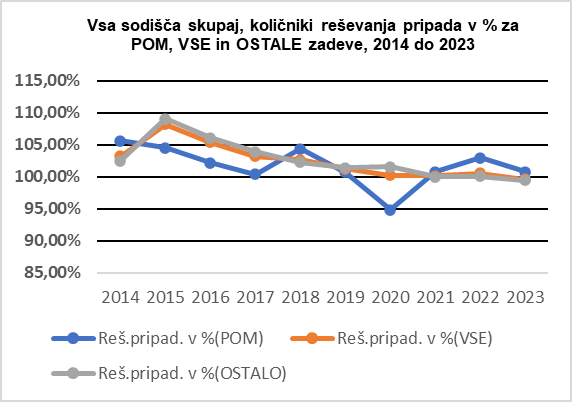 Vsa sodišča skupaj, količniki reševanja pripada v % za
POM, VSE in OSTALE zadeve, 2014 do 2023
115,00%
110,00%
105,00%
100,00%
95,00%
90,00%
85,00%
2014 2015 2016 2017 2018 2019 2020 2021 2022 2023
Reš.pripad. v %(POM) Reš.pripad. v %(VSE)
Reš.pripad. v %(OSTALO)